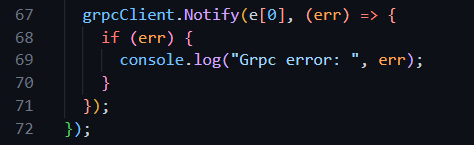 67 grpcClient.Notify(e[0], (err) => {
68 if (err) {
69 console.log("Grpc error: ", err);
70 }
71 });
72 });